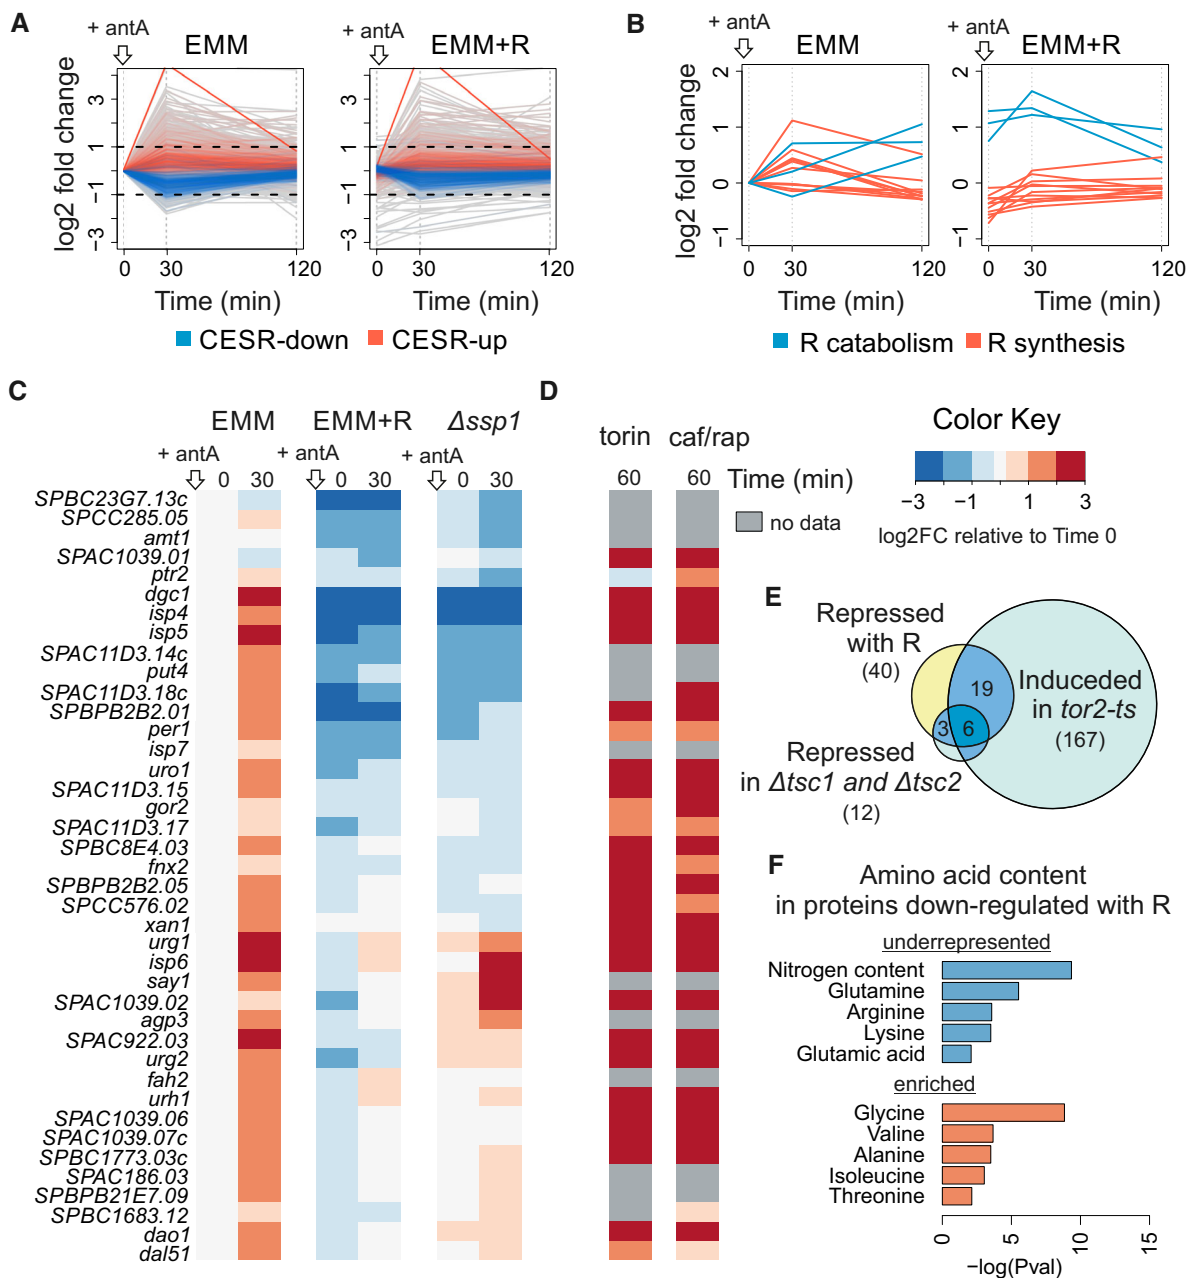 A
+ antA
EMM
+ antA
EMM+R
log2 fold change
3
1
−1
−3
0 30 120
0 30 120
Time (min)
Time (min)
CESR-down CESR-up
B
+ antA
EMM
+ antA
EMM+R
log2 fold change
2
1
0
−1
2
1
0
−1
0 30 120
0 30 120
Time (min)
Time (min)
R catabolism R synthesis
C
EMM EMM+R Δssp1
+ antA + antA + antA
0 30 0 30 0 30
SPBC23G7.13c
SPCC285.05
amt1
SPAC1039.01
ptr2
dgc1
isp4
isp5
SPAC11D3.14c
put4
SPAC11D3.18c
SPBPB2B2.01
per1
isp7
uro1
SPAC11D3.15
gor2
SPAC11D3.17
SPBC8E4.03
fnx2
SPBPB2B2.05
SPCC576.02
xan1
urg1
isp6
say1
SPAC1039.02
agp3
SPAC922.03
urg2
fah2
urh1
SPAC1039.06
SPAC1039.07c
SPBC1773.03c
SPAC186.03
SPBPB21E7.09
SPBC1683.12
dao1
dal51
D
torin caf/rap
60 60
Time (min)
no data
Color Key
−3 −1 1 3
log2FC relative to Time 0
E
Repressed
with R
(40)
19
Induceded
in tor2-ts
(167)
3 6
Repressed
in Δtsc1 and Δtsc2
(12)
F
Amino acid content
in proteins down-regulated with R
underrepresented
Nitrogen content
Glutamine
Arginine
Lysine
Glutamic acid
enriched
Glycine
Valine
Alanine
Isoleucine
Threonine
0 5 10 15
−log(Pval)